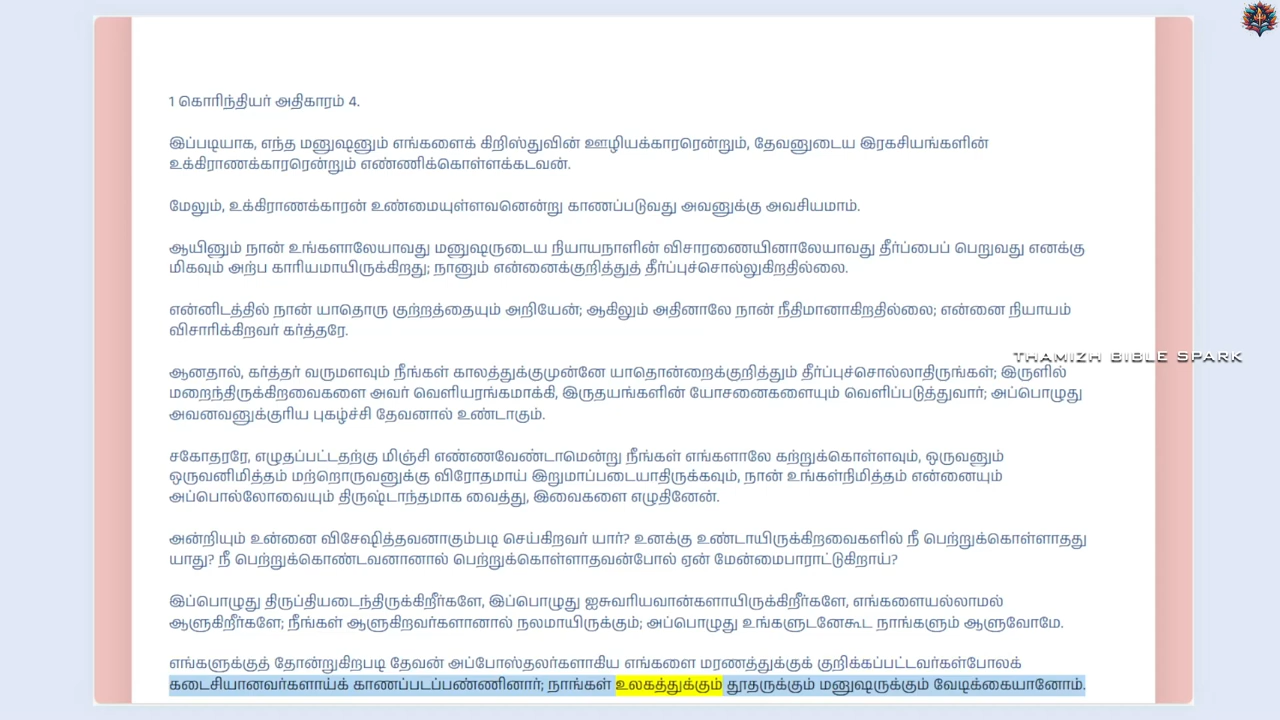 1 கொரிந்தியர் அதிகாரம் 4.
இப்படியாக, எந்த மனுஷனும் எங்களைக் கிறிஸ்துவின் ஊழியக்காரரென்றும், தேவனுடைய இரகசியங்களின்
உக்கிராணக்காரரென்றும் எண்ணிக்கொள்ளக்கடவன்.
மேலும், உக்கிராணக்காரன் உண்மையுள்ளவனென்று காணப்படுவது அவனுக்கு அவசியமாம்.
ஆயினும் நான் உங்களாலேயாவது மனுஷருடைய நியாயநாளின் விசாரணையினாலேயாவது தீர்ப்பைப் பெறுவது எனக்கு
மிகவும் அற்ப காரியமாயிருக்கிறது; நானும் என்னைக்குறித்துத் தீர்ப்புச்சொல்லுகிறதில்லை.
என்னிடத்தில் நான் யாதொரு குற்றத்தையும் அறியேன்; ஆகிலும் அதினாலே நான் நீதிமானாகிறதில்லை; என்னை நியாயம்
விசாரிக்கிறவர் கர்த்தரே.
THAMIZH BIBLE SPARK
ஆனதால், கர்த்தர் வருமளவும் நீங்கள் காலத்துக்குமுன்னே யாதொன்றைக்குறித்தும் தீர்ப்புச்சொல்லாதிருங்கள்; இருளில்
மறைந்திருக்கிறவைகளை அவர் வெளியரங்கமாக்கி, இருதயங்களின் யோசனைகளையும் வெளிப்படுத்துவார்; அப்பொழுது
அவனவனுக்குரிய புகழ்ச்சி தேவனால் உண்டாகும்.
சகோதரரே, எழுதப்பட்டதற்கு மிஞ்சி எண்ணவேண்டாமென்று நீங்கள் எங்களாலே கற்றுக்கொள்ளவும், ஒருவனும்
ஒருவனிமித்தம் மற்றொருவனுக்கு விரோதமாய் இறுமாப்படையாதிருக்கவும், நான் உங்கள்நிமித்தம் என்னையும்
அப்பொல்லோவையும் திருஷ்டாந்தமாக வைத்து, இவைகளை எழுதினேன்.
அன்றியும் உன்னை விசேஷித்தவனாகும்படி செய்கிறவர் யார்? உனக்கு உண்டாயிருக்கிறவைகளில் நீ பெற்றுக்கொள்ளாதது
யாது? நீ பெற்றுக்கொண்டவனானால் பெற்றுக்கொள்ளாதவன்போல் ஏன் மேன்மைபாராட்டுகிறாய்?
இப்பொழுது திருப்தியடைந்திருக்கிறீர்களே, இப்பொழுது ஐசுவரியவான்களாயிருக்கிறீர்களே, எங்களையல்லாமல்
ஆளுகிறீர்களே; நீங்கள் ஆளுகிறவர்களானால் நலமாயிருக்கும்; அப்பொழுது உங்களுடனேகூட நாங்களும் ஆளுவோமே.
எங்களுக்குத் தோன்றுகிறபடி தேவன் அப்போஸ்தலர்களாகிய எங்களை மரணத்துக்குக் குறிக்கப்பட்டவர்கள்போலக்
கடைசியானவர்களாய்க் காணப்படப்பண்ணினார்; நாங்கள் உலகத்துக்கும் தூதருக்கும் மனுஷருக்கும் வேடிக்கையானோம்.